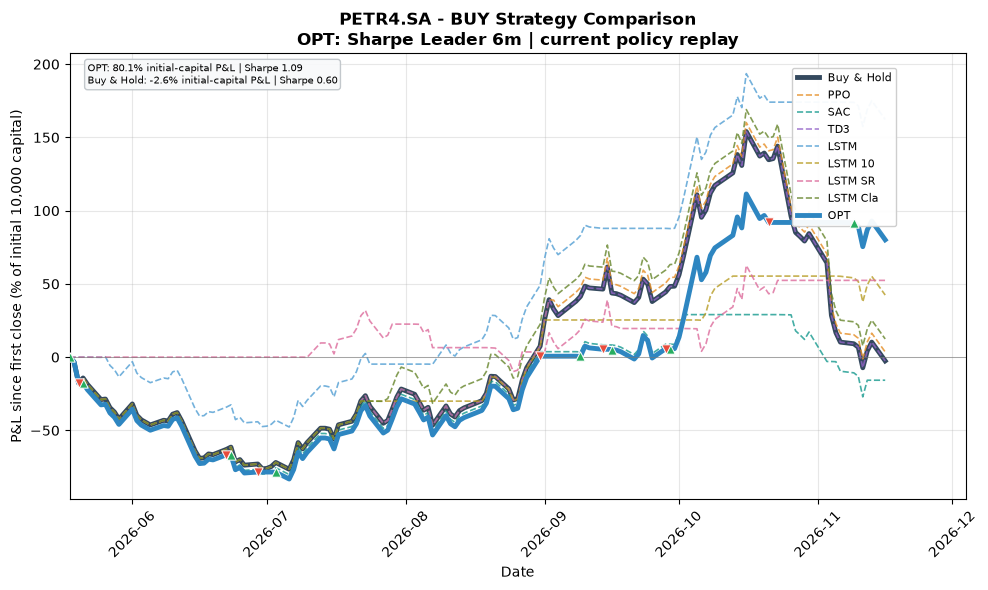 PETR4.SA - BUY Strategy Comparison
OPT: Sharpe Leader 6m | current policy replay
OPT: 80.1% initial-capital P&L | Sharpe 1.09
Buy & Hold: -2.6% initial-capital P&L | Sharpe 0.60
Buy & Hold
PPO
SAC
TD3
LSTM
LSTM 10
LSTM SR
LSTM Cla
OPT
P&L since first close (% of initial 10,000 capital)
200
150
100
50
0
−50
2026-06
2026-07
2026-08
2026-09
2026-10
2026-11
2026-12
Date